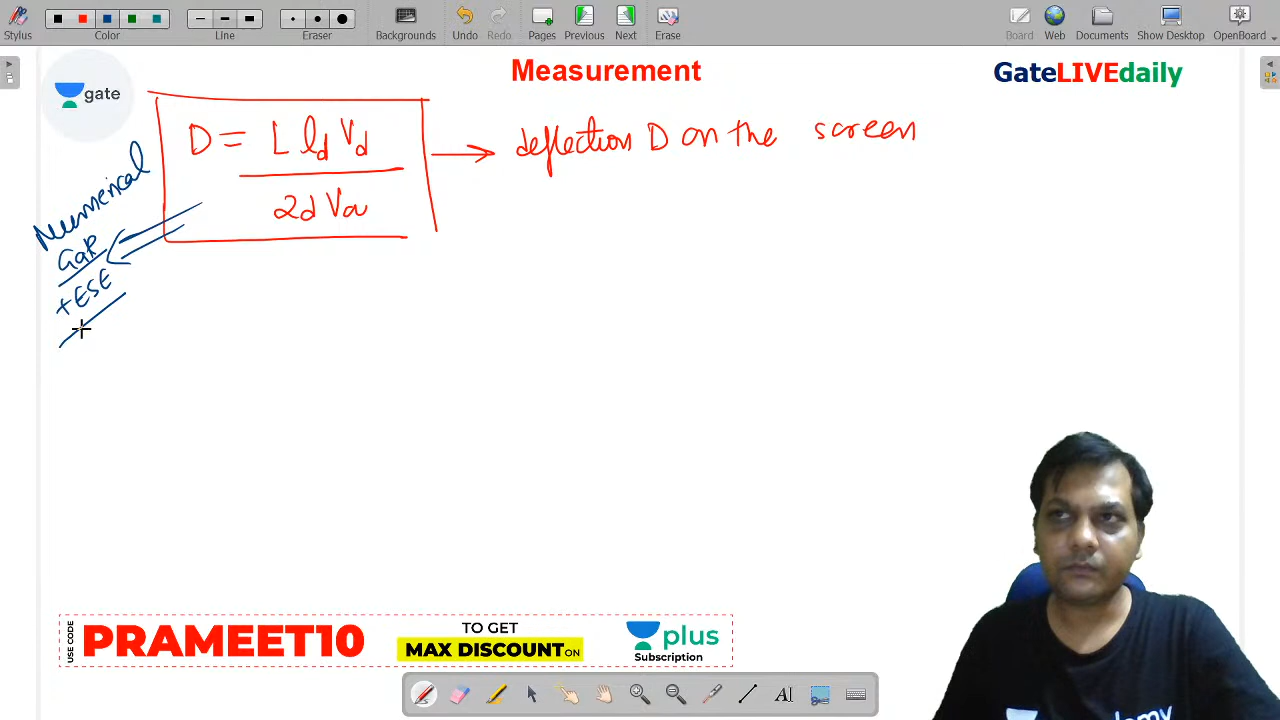 Stylus
Color
Line
Eraser
Backgrounds
Undo
Redo
Pages
Previous
Next
Erase
Board
Web
Documents
Show Desktop
OpenBoard
gate
Measurement
GateLIVEdaily
D = L ld Vd
2d Va
deflection D on the screen
Numerical
+ ESE
USE CODE
PRAMEET10
TO GET
MAX DISCOUNT ON
plus
Subscription